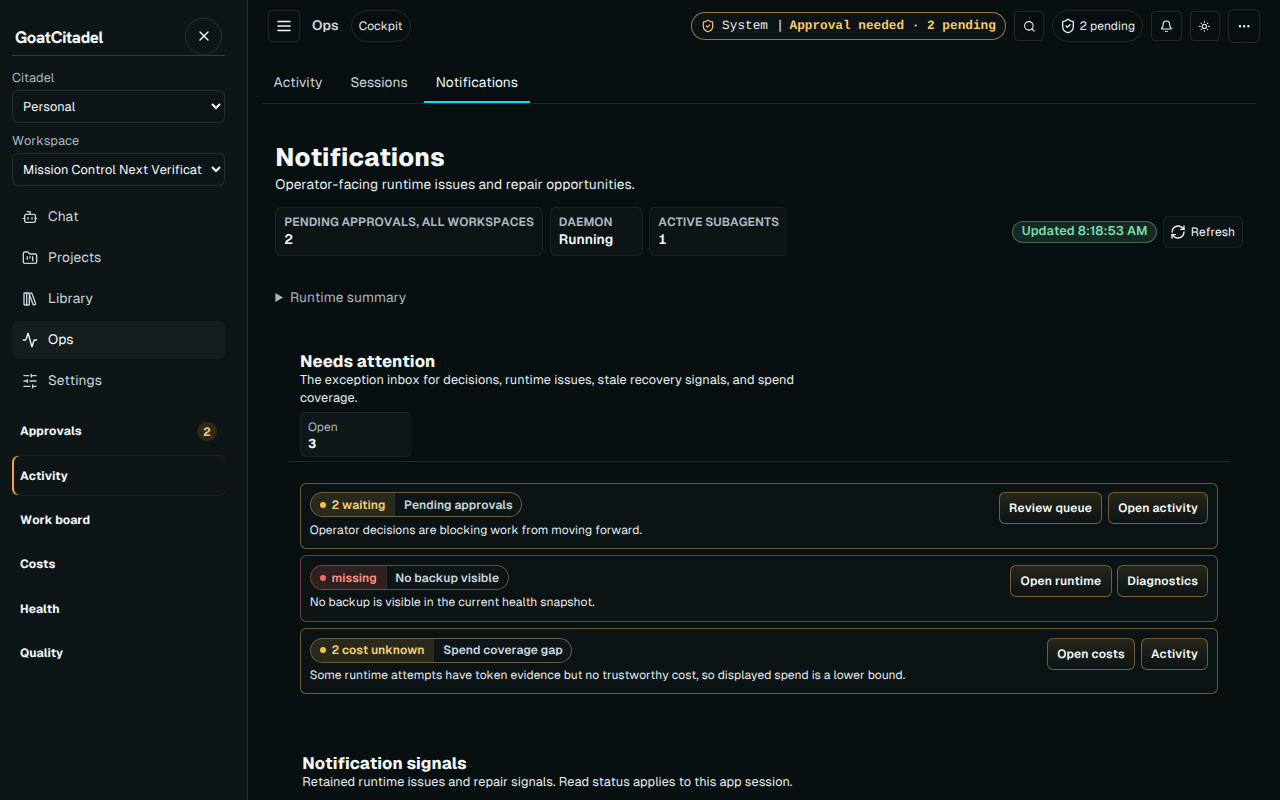 GoatCitadel
Citadel
Personal
Workspace
Mission Control Next Verificat
Chat
Projects
Library
Ops
Settings
Approvals 2
Activity
Work board
Costs
Health
Quality
Ops Cockpit System | Approval needed · 2 pending 2 pending
Activity Sessions Notifications
Notifications
Operator-facing runtime issues and repair opportunities.
PENDING APPROVALS, ALL WORKSPACES
2
DAEMON
Running
ACTIVE SUBAGENTS
1
Updated 8:18:53 AM Refresh
Runtime summary
Needs attention
The exception inbox for decisions, runtime issues, stale recovery signals, and spend
coverage.
Open
3
2 waiting Pending approvals
Operator decisions are blocking work from moving forward.
Review queue Open activity
missing No backup visible
No backup is visible in the current health snapshot.
Open runtime Diagnostics
2 cost unknown Spend coverage gap
Some runtime attempts have token evidence but no trustworthy cost, so displayed spend is a lower bound.
Open costs Activity
Notification signals
Retained runtime issues and repair signals. Read status applies to this app session.